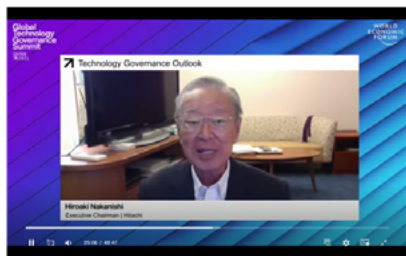 Global
Technology
Governance
Summit
WORLD
ECONOMIC
FORUM
Technology Governance Outlook
Hiroaki Nakanishi
Executive Chairman | Hitachi